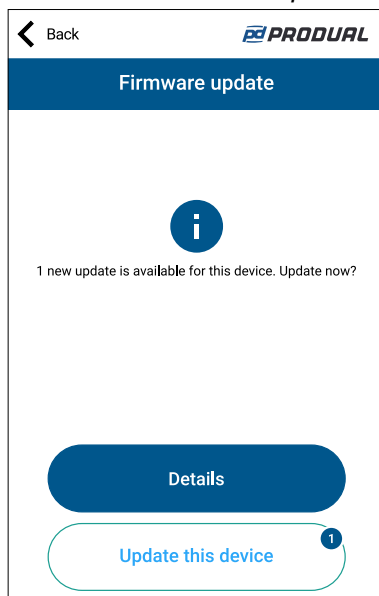 Back
pd PRODUAL
Firmware update
i
1 new update is available for this device. Update now?
Details
1
Update this device